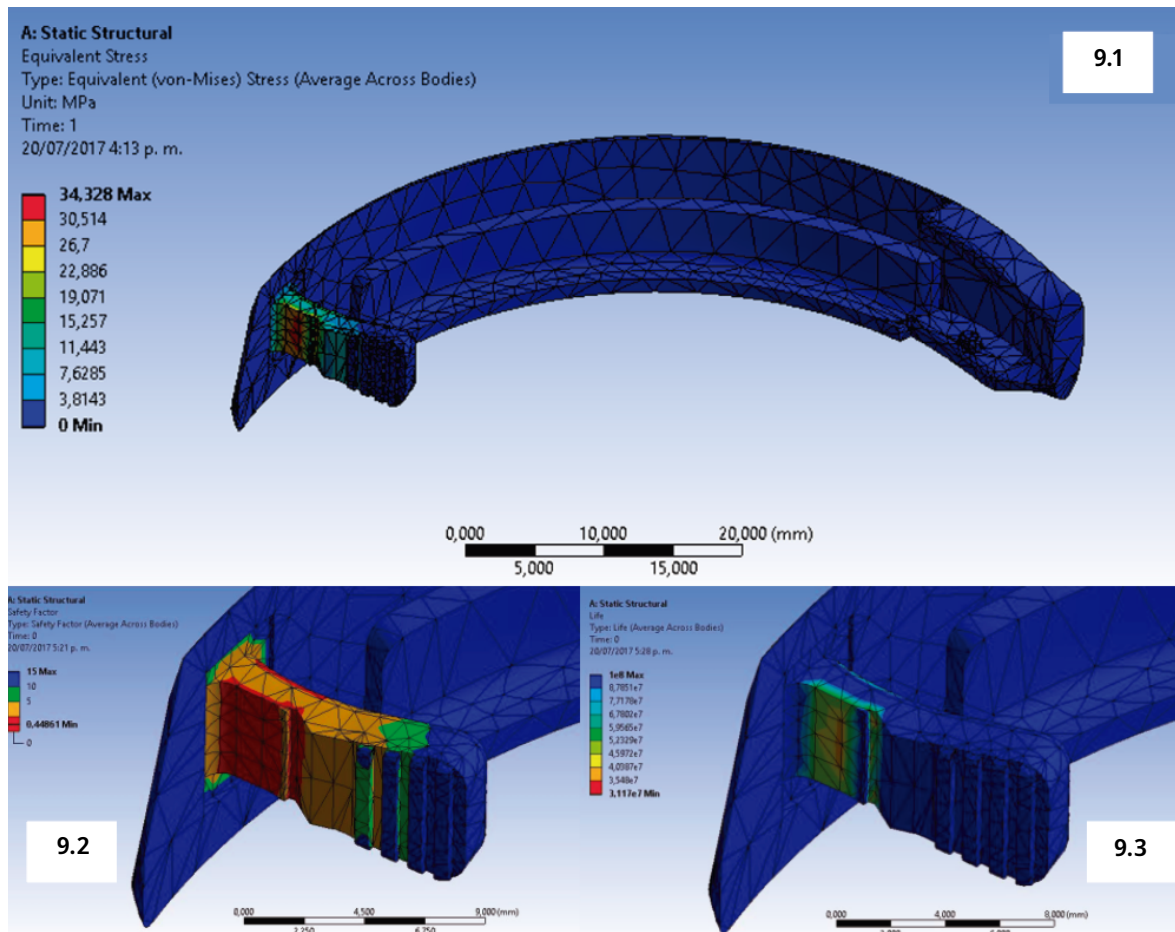 A: Static Structural
Equivalent Stress
Type: Equivalent (von-Mises) Stress (Average Across Bodies)
Unit: MPa
Time: 1
20/07/2017 4:13 p. m.
9.1
34,328 Max
30,514
26,7
22,886
19,071
15,257
11,443
7,6285
3,8143
0 Min
0,000 10,000 20,000 (mm)
5,000 15,000
A: Static Structural
Safety Factor
Type: Safety Factor (Average Across Bodies)
Time: 0
20/07/2017 5:21 p. m.
15 Max
10
5
0,44861 Min
0
9.2
0,000 4,500 9,000 (mm)
2,250 6,750
A: Static Structural
Life
Type: Life (Average Across Bodies)
Time: 0
20/07/2017 5:28 p. m.
1e8 Max
8,7851e7
7,7178e7
6,7802e7
5,9565e7
5,2329e7
4,5972e7
4,0387e7
3,548e7
3,117e7 Min
9.3
0,000 4,000 8,000 (mm)